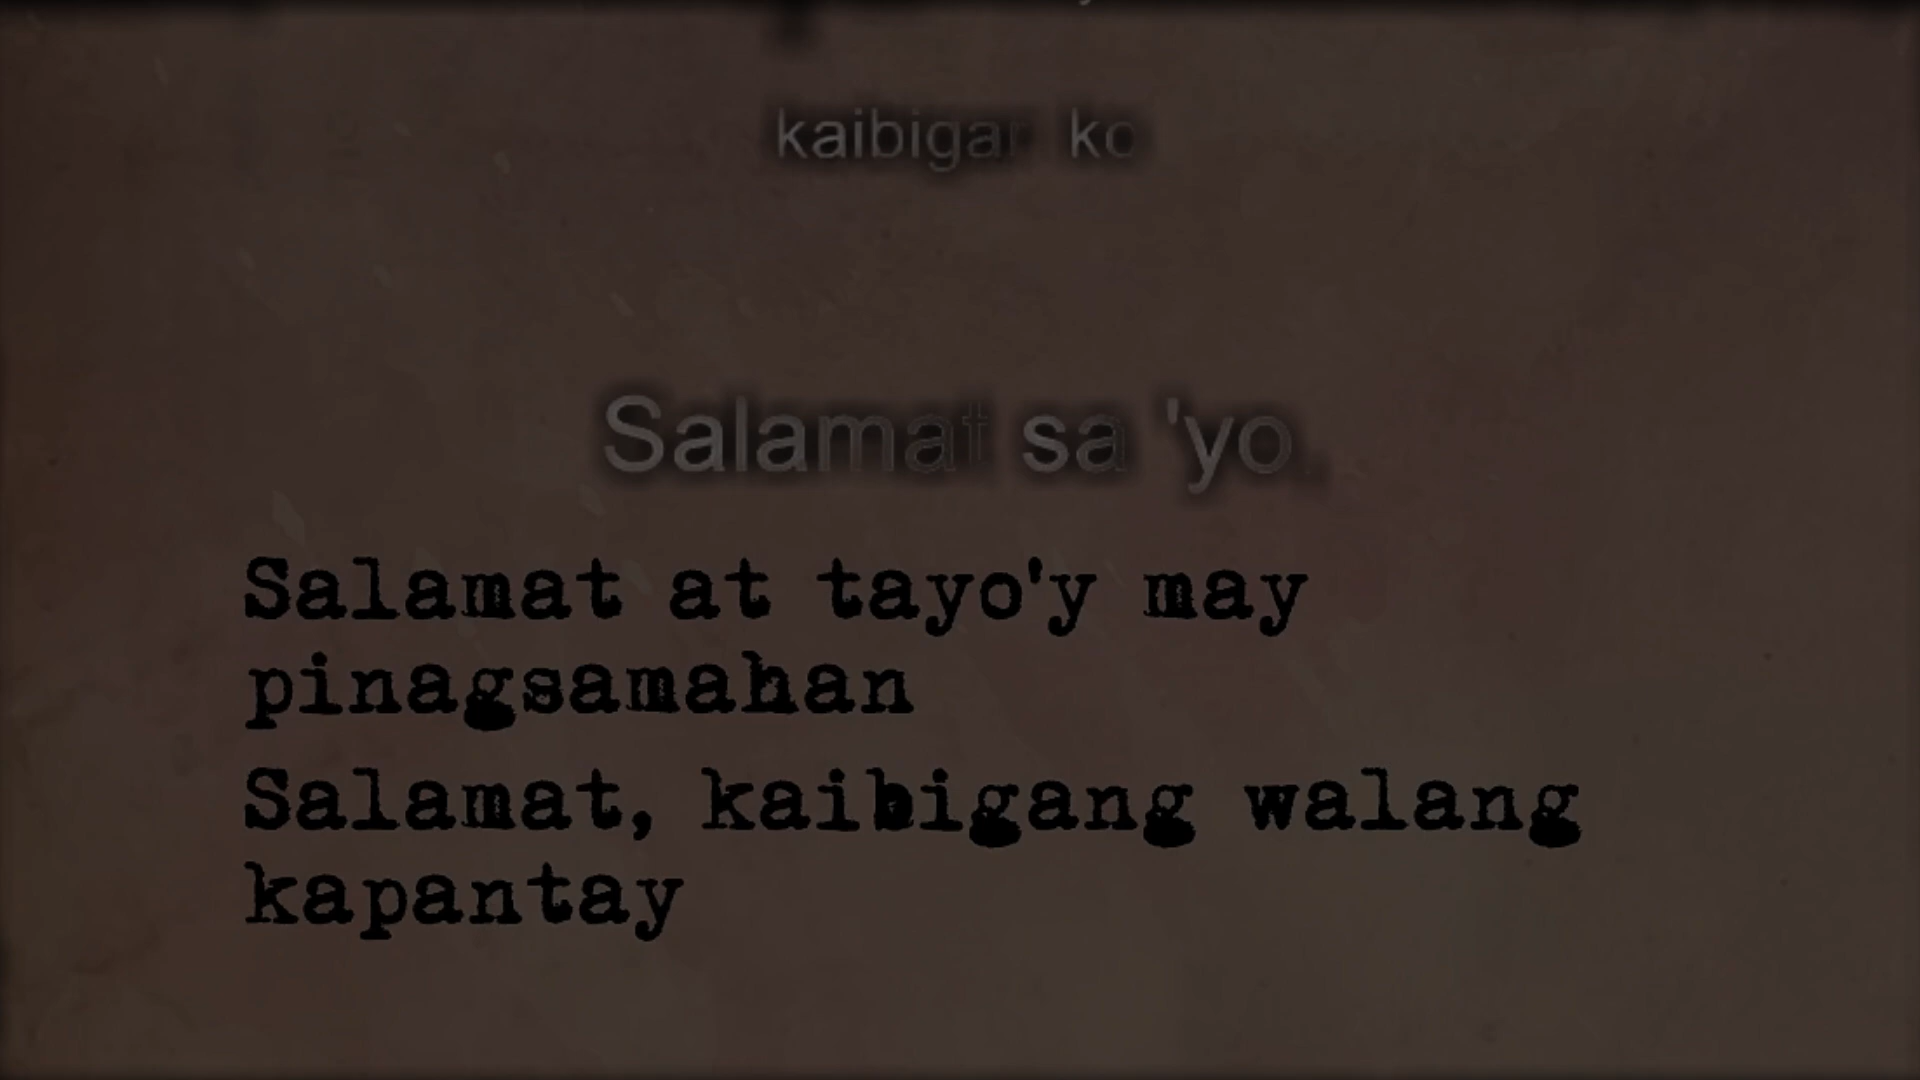 kaibigan ko
Salamat sa 'yo,
Salamat at tayo'y may
pinagsamahan
Salamat, kaibigang walang
kapantay